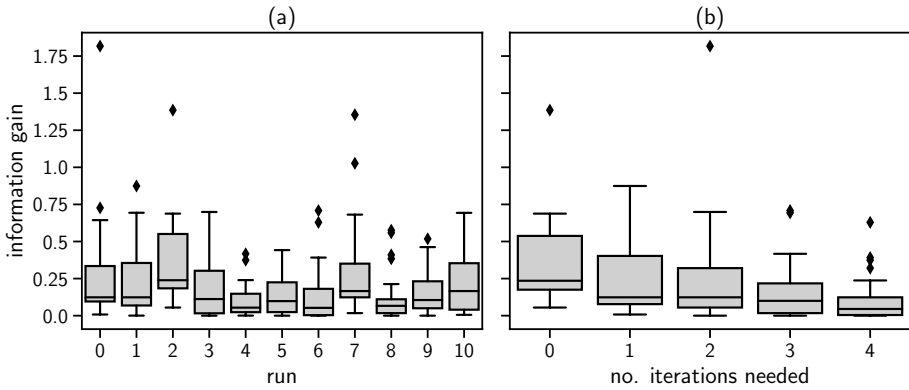 (a) (b)
1.75
1.5
1.25
1.0
0.75
0.50
0.25
0.0
information gain
0 1 2 3 4 5 6 7 8 9 10
0 1 2 3 4
run
no. iterations needed